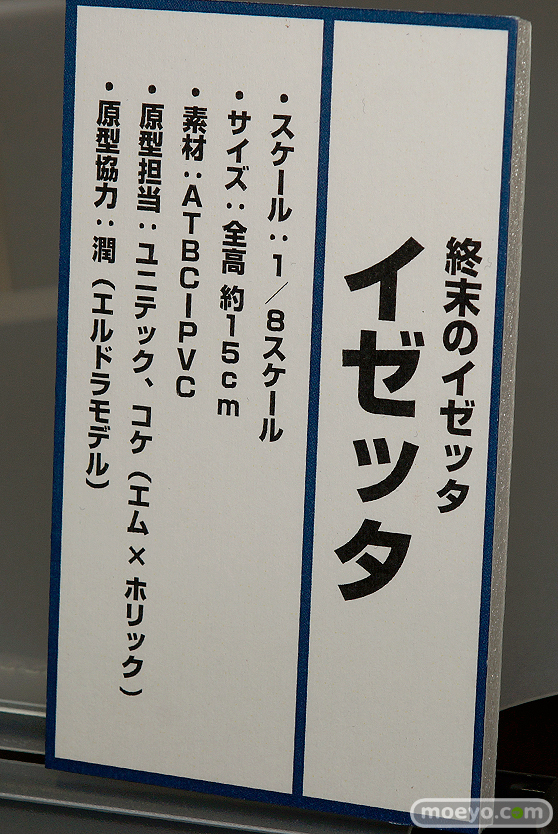 終末のイゼッタ
イゼッタ
・スケール：1／8スケール
・サイズ：全高 約15cm
・素材：ATBC-PVC
・原型担当：ユニテック、コケ（エム×ホリック）
・原型協力：潤（エルドラモデル）
moeyo.com